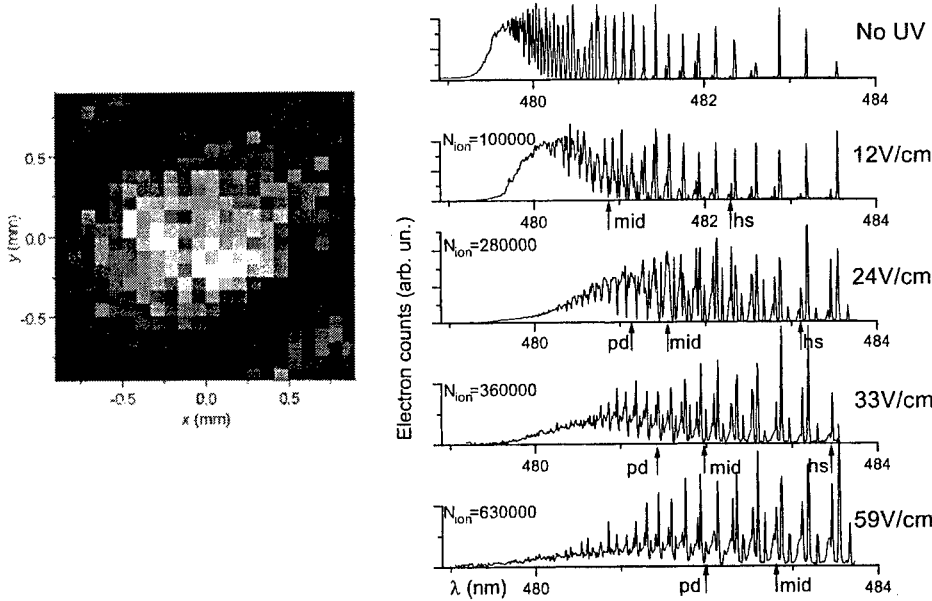 0.5
0.0
-0.5
y (mm)
-0.5 0.0 0.5
x (mm)
Electron counts (arb. un.)
No UV
480 482 484
N_ion=100000
12V/cm
480 482 484
mid hs
N_ion=280000
24V/cm
480 482 484
pd mid hs
N_ion=360000
33V/cm
480 484
pd mid hs
N_ion=630000
59V/cm
λ (nm) 480 484
pd mid